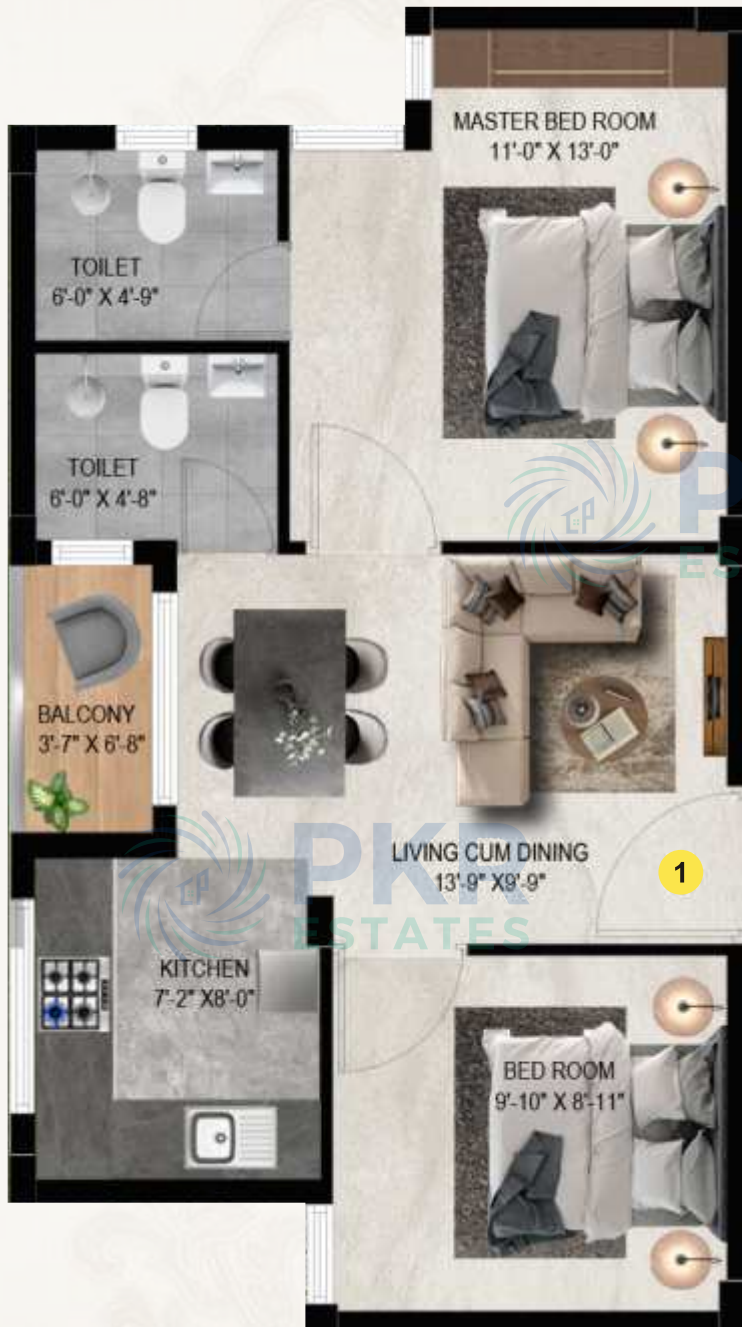 MASTER BED ROOM
11'-0" X 13'-0"
TOILET
6'-0" X 4'-9"
TOILET
6'-0" X 4'-8"
P
ES
BALCONY
3'-7" X 6'-8"
LIVING CUM DINING
13'-9" X9'-9"
1
PKR
ESTATES
KITCHEN
7'-2" X8'-0"
BED ROOM
9'-10" X 8'-11"